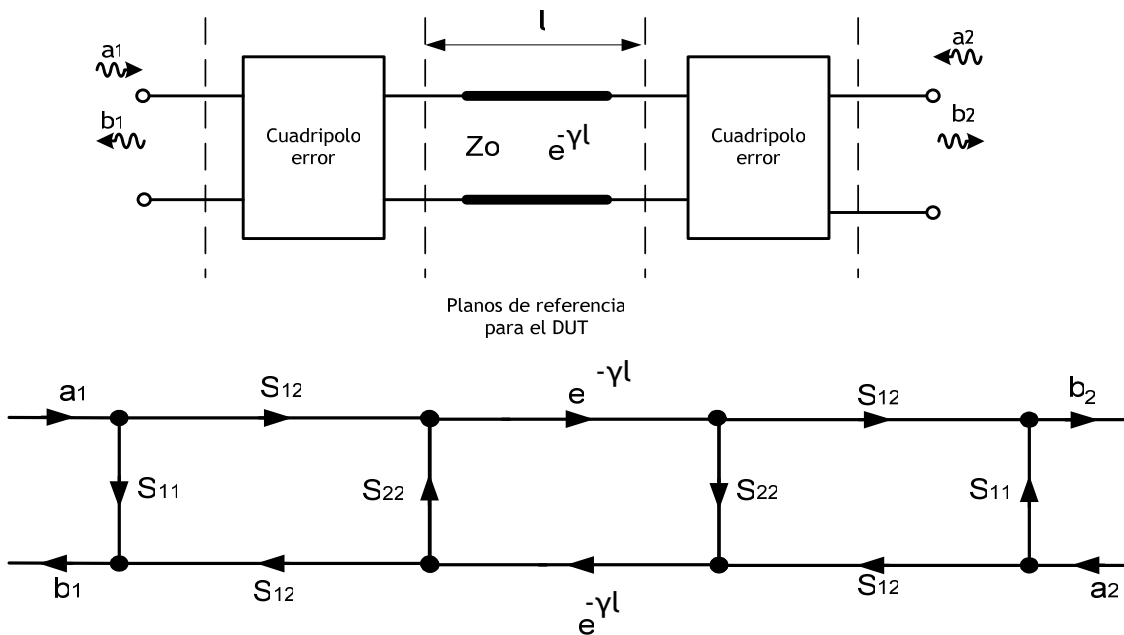 l
a1
a2
b1
b2
Cuadripolo
error
Zo
e-γl
Cuadripolo
error
Planos de referencia
para el DUT
a1
S12
e-γl
S12
b2
S11
S22
S22
S11
b1
S12
e-γl
S12
a2